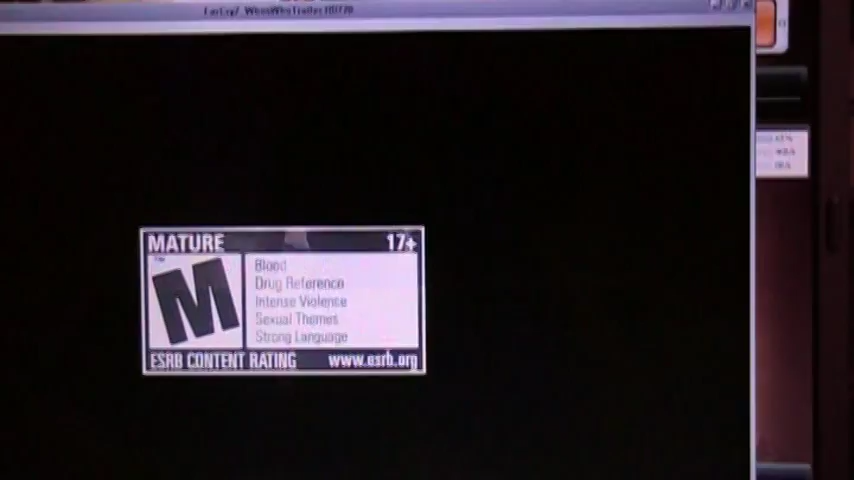 MATURE 17+
M
Blood
Drug Reference
Intense Violence
Sexual Themes
Strong Language
ESRB CONTENT RATING www.esrb.org